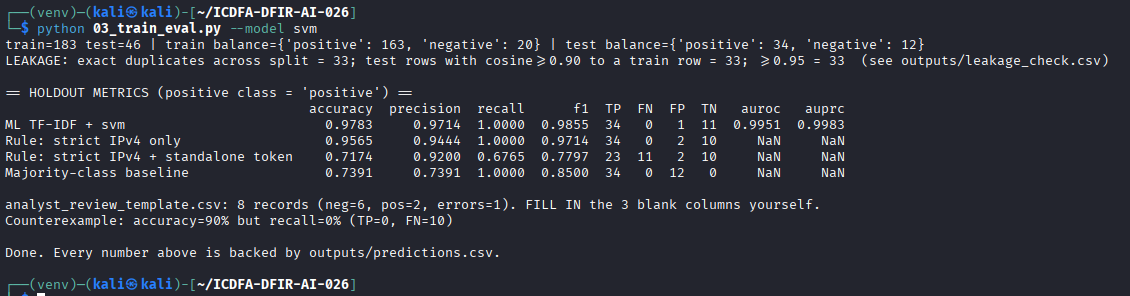 ┌──(venv)─(kali㉿kali)-[~/ICDFA-DFIR-AI-026]
└─$ python 03_train_eval.py --model svm
train=183 test=46 | train balance={'positive': 163, 'negative': 20} | test balance={'positive': 34, 'negative': 12}
LEAKAGE: exact duplicates across split = 33; test rows with cosine≥0.90 to a train row = 33; ≥0.95 = 33  (see outputs/leakage_check.csv)
== HOLDOUT METRICS (positive class = 'positive') ==
accuracy  precision  recall      f1  TP  FN  FP  TN   auroc   auprc
ML TF-IDF + svm                        0.9783     0.9714  1.0000  0.9855  34   0   1  11  0.9951  0.9983
Rule: strict IPv4 only                 0.9565     0.9444  1.0000  0.9714  34   0   2  10     NaN     NaN
Rule: strict IPv4 + standalone token   0.7174     0.9200  0.6765  0.7797  23  11   2  10     NaN     NaN
Majority-class baseline                0.7391     0.7391  1.0000  0.8500  34   0  12   0     NaN     NaN
analyst_review_template.csv: 8 records (neg=6, pos=2, errors=1). FILL IN the 3 blank columns yourself.
Counterexample: accuracy=90% but recall=0% (TP=0, FN=10)
Done. Every number above is backed by outputs/predictions.csv.
┌──(venv)─(kali㉿kali)-[~/ICDFA-DFIR-AI-026]